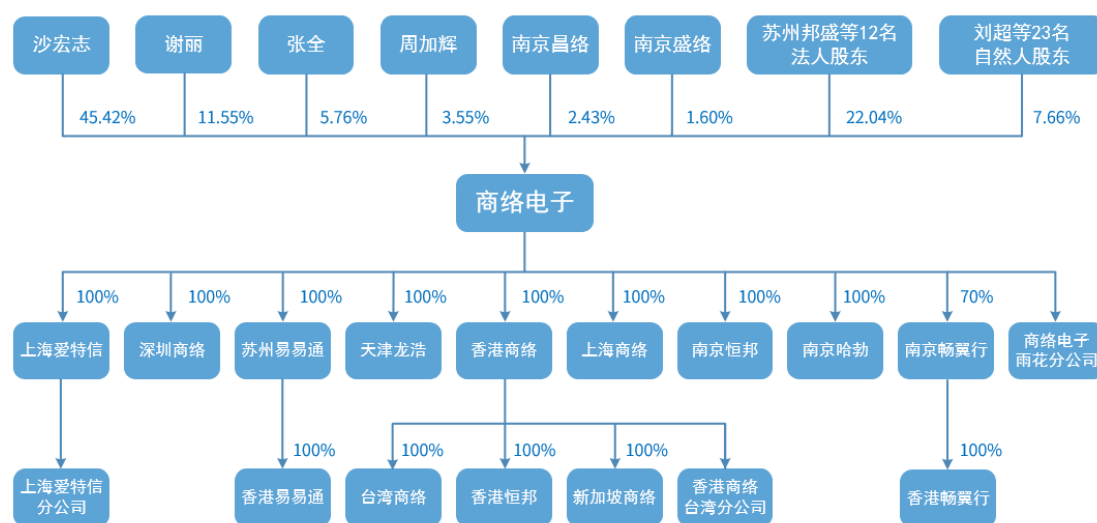 沙宏志
谢丽
张全
周加辉
南京昌络
南京盛络
苏州邦盛等12名
法人股东
刘超等23名
自然人股东
45.42%
11.55%
5.76%
3.55%
2.43%
1.60%
22.04%
7.66%
商络电子
100%
100%
100%
100%
100%
100%
100%
100%
70%
上海爱特信
深圳商络
苏州易易通
天津龙浩
香港商络
上海商络
南京恒邦
南京哈勃
南京畅翼行
商络电子
雨花分公司
100%
100%
100%
100%
100%
100%
上海爱特信
分公司
香港易易通
台湾商络
香港恒邦
新加坡商络
香港商络
台湾分公司
香港畅翼行